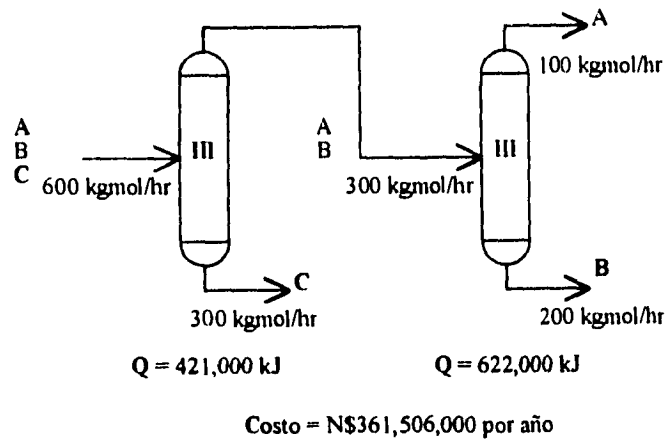 A
100 kgmol/hr
A
B
C
III
A
B
III
600 kgmol/hr
300 kgmol/hr
C
B
300 kgmol/hr
200 kgmol/hr
Q = 421,000 kJ
Q = 622,000 kJ
Costo = N$361,506,000 por año